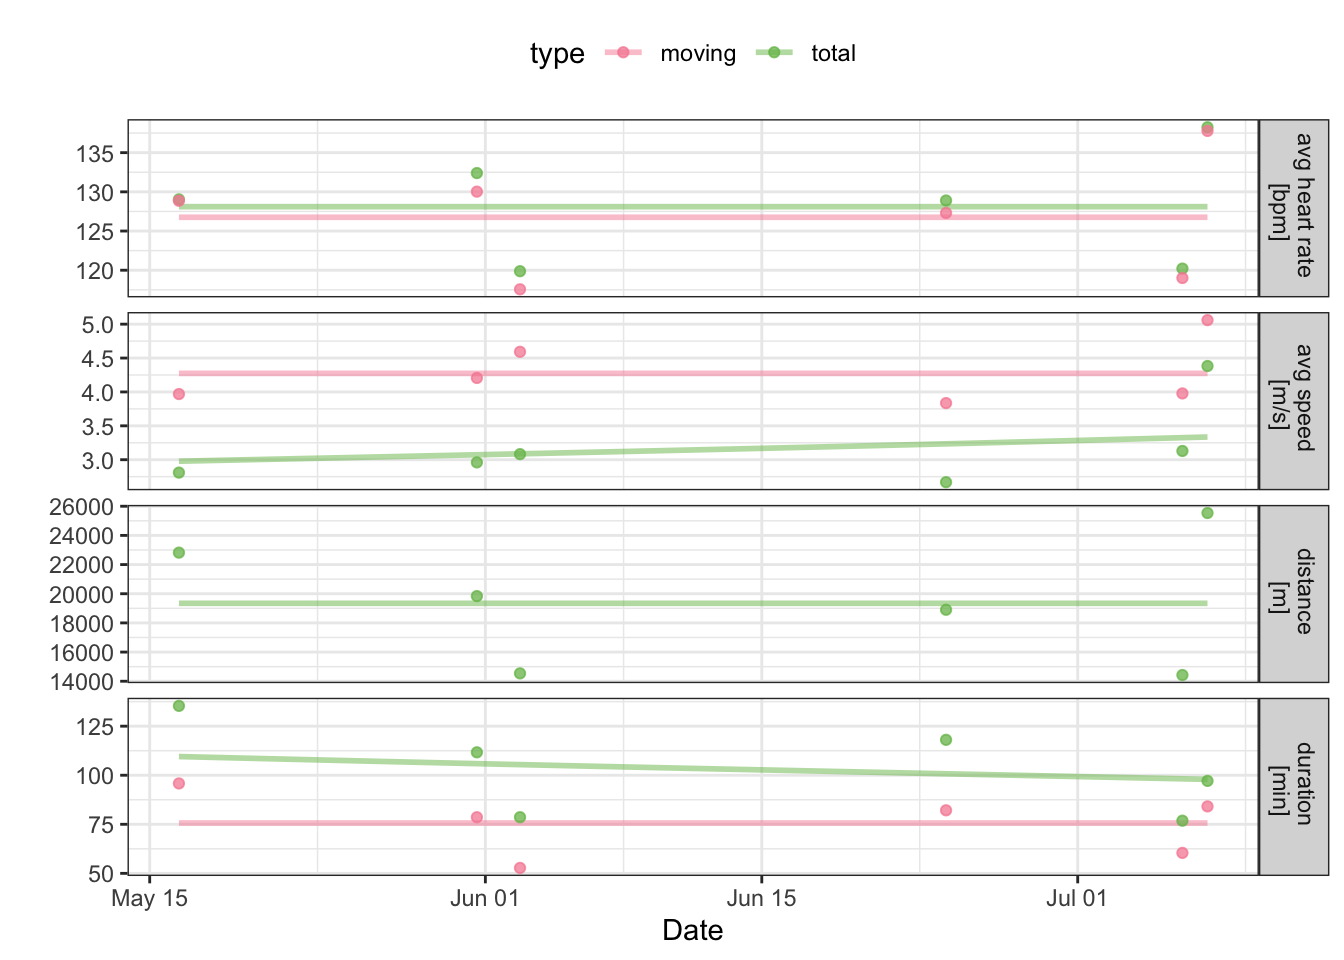 type moving total
135
130
125
120
avg heart rate
[bpm]
5.0
4.5
4.0
3.5
3.0
avg speed
[m/s]
26000
24000
22000
20000
18000
16000
14000
distance
[m]
125
100
75
50
duration
[min]
May 15 Jun 01 Jun 15 Jul 01
Date